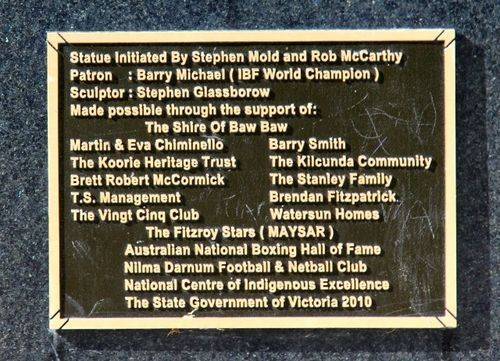 Statue Initiated By Stephen Mold and Rob McCarthy
Patron : Barry Michael ( IBF World Champion )
Sculptor : Stephen Glassborow
Made possible through the support of:
The Shire Of Baw Baw
Martin & Eva Chiminello Barry Smith
The Koorie Heritage Trust The Kilcunda Community
Brett Robert McCormick The Stanley Family
T.S. Management Brendan Fitzpatrick
The Vingt Cinq Club Watersun Homes
The Fitzroy Stars ( MAYSAR )
Australian National Boxing Hall of Fame
Nilma Darnum Football & Netball Club
National Centre of Indigenous Excellence
The State Government of Victoria 2010